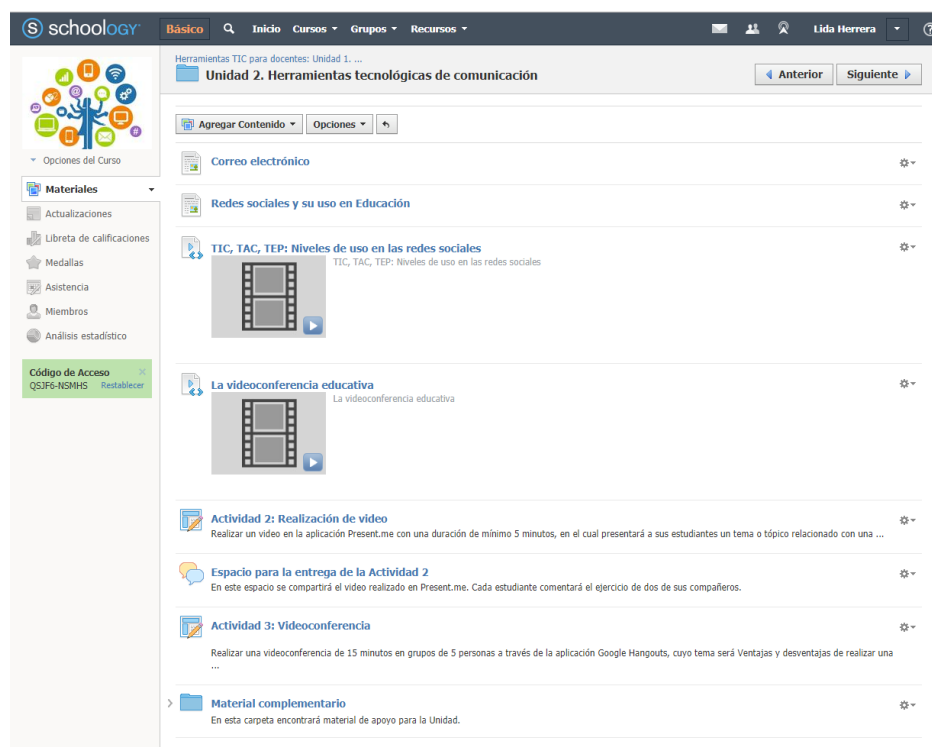 S schoology
Básico Inicio Cursos Grupos Recursos Lida Herrera
Herramientas TIC para docentes: Unidad 1. ...
Unidad 2. Herramientas tecnológicas de comunicación
Anterior Siguiente
Opciones del Curso
Materiales
Actualizaciones
Libreta de calificaciones
Medallas
Asistencia
Miembros
Análisis estadístico
Código de Acceso
QSJF6-NSMHS Restablecer
Agregar Contenido Opciones
Correo electrónico
Redes sociales y su uso en Educación
TIC, TAC, TEP: Niveles de uso en las redes sociales
TIC, TAC, TEP: Niveles de uso en las redes sociales
La videoconferencia educativa
La videoconferencia educativa
Actividad 2: Realización de video
Realizar un video en la aplicación Present.me con una duración de mínimo 5 minutos, en el cual presentará a sus estudiantes un tema o tópico relacionado con una ...
Espacio para la entrega de la Actividad 2
En este espacio se compartirá el video realizado en Present.me. Cada estudiante comentará el ejercicio de dos de sus compañeros.
Actividad 3: Videoconferencia
Realizar una videoconferencia de 15 minutos en grupos de 5 personas a través de la aplicación Google Hangouts, cuyo tema será Ventajas y desventajas de realizar una
...
Material complementario
En esta carpeta encontrará material de apoyo para la Unidad.